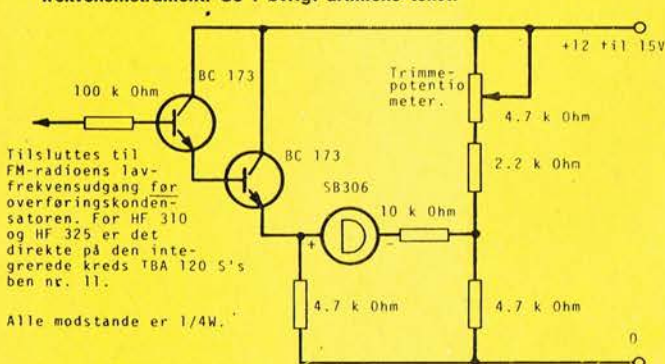 +12 til 15V
BC 173
100 k Ohm
Trimme-
potentio
meter.
4.7 k Ohm
BC 173
2.2 k Ohm
Tilsluttes til
FM-radioens lav-
frekvensudgang før
overføringskonden-
satoren. For HF 310
og HF 325 er det
direkte på den inte-
grerede kreds TBA 120 S's
ben nr. 11.
SB306
10 k Ohm
+
-
4.7 k Ohm
4.7 k Ohm
Alle modstande er 1/4W.
0